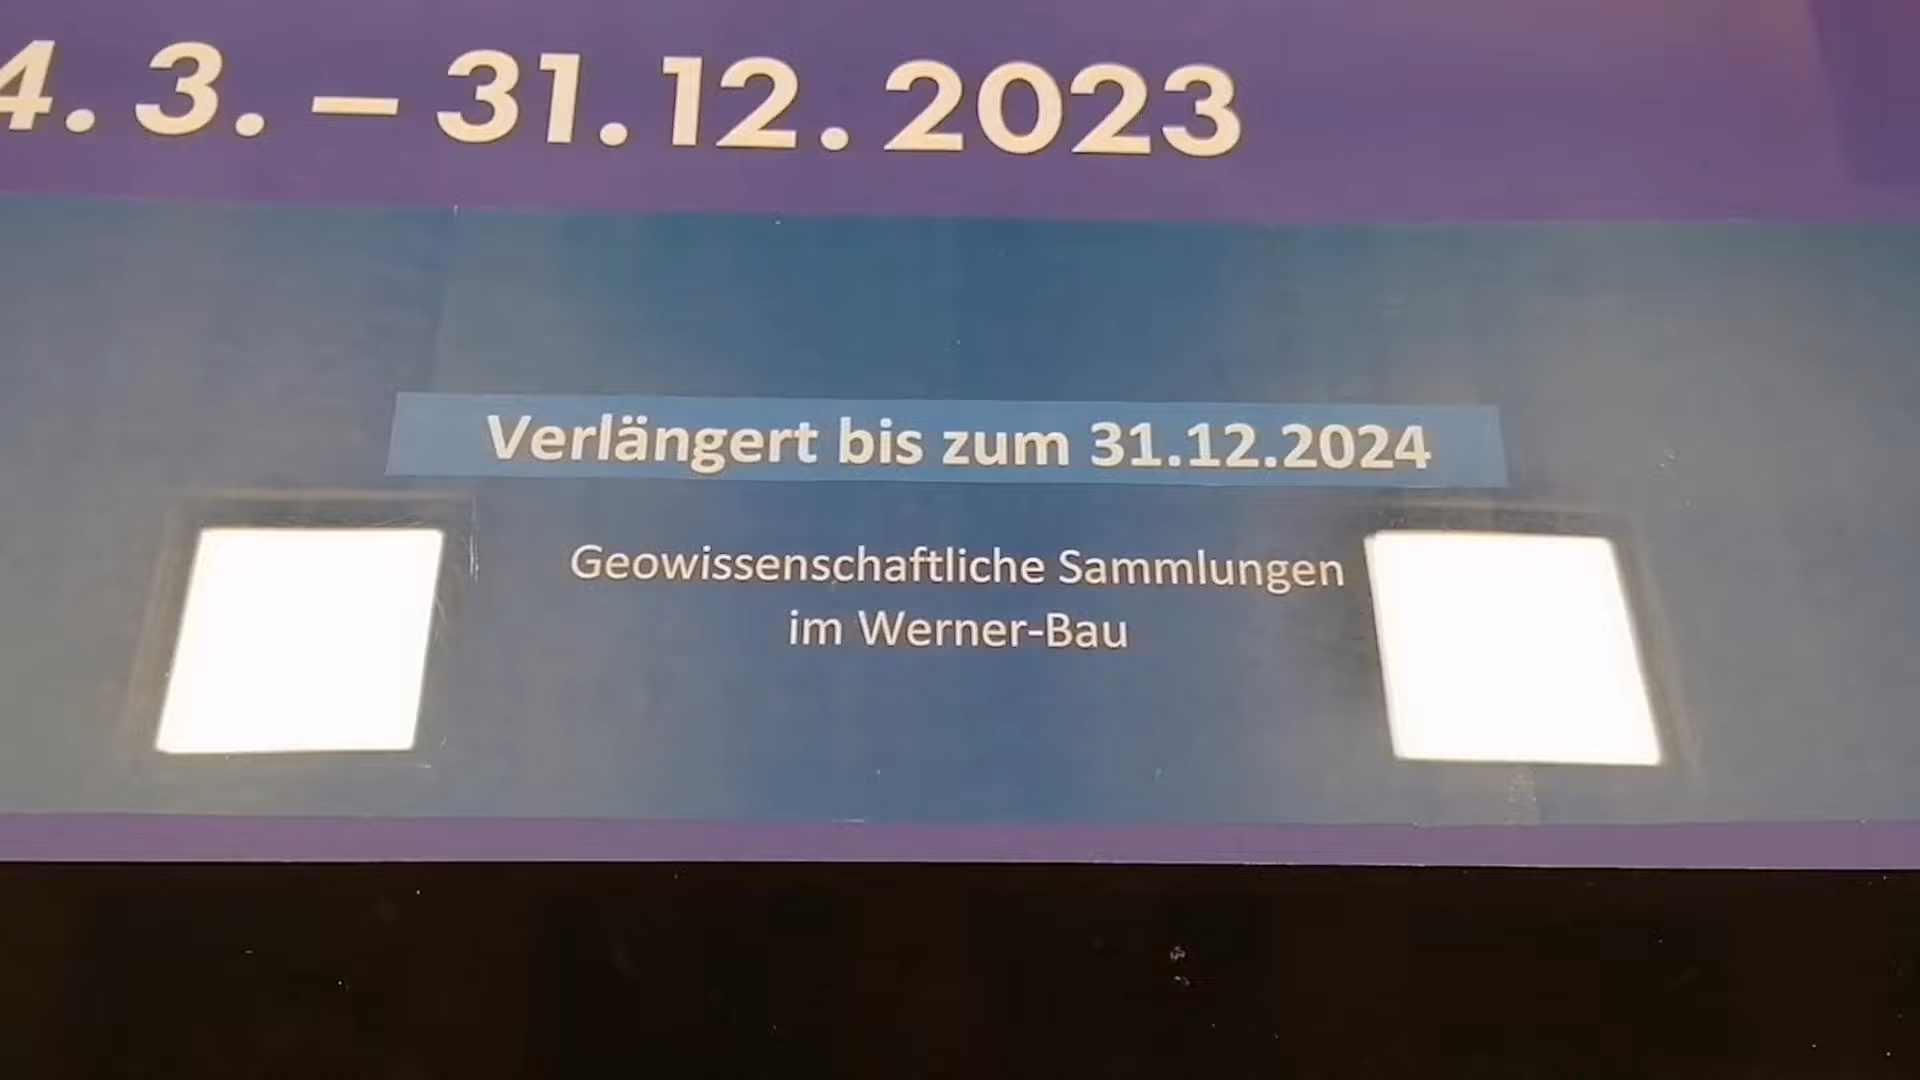 4. 3. – 31. 12. 2023
Verlängert bis zum 31.12.2024
Geowissenschaftliche Sammlungen
im Werner-Bau